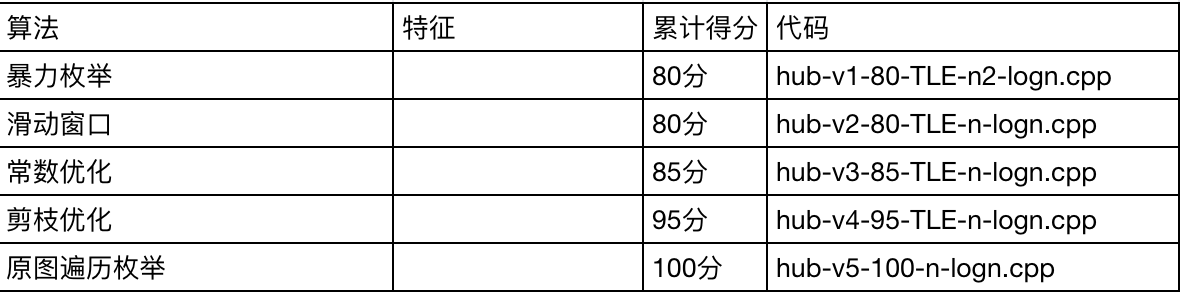 算法 特征 累计得分 代码
暴力枚举 80分 hub-v1-80-TLE-n2-logn.cpp
滑动窗口 80分 hub-v2-80-TLE-n-logn.cpp
常数优化 85分 hub-v3-85-TLE-n-logn.cpp
剪枝优化 95分 hub-v4-95-TLE-n-logn.cpp
原图遍历枚举 100分 hub-v5-100-n-logn.cpp